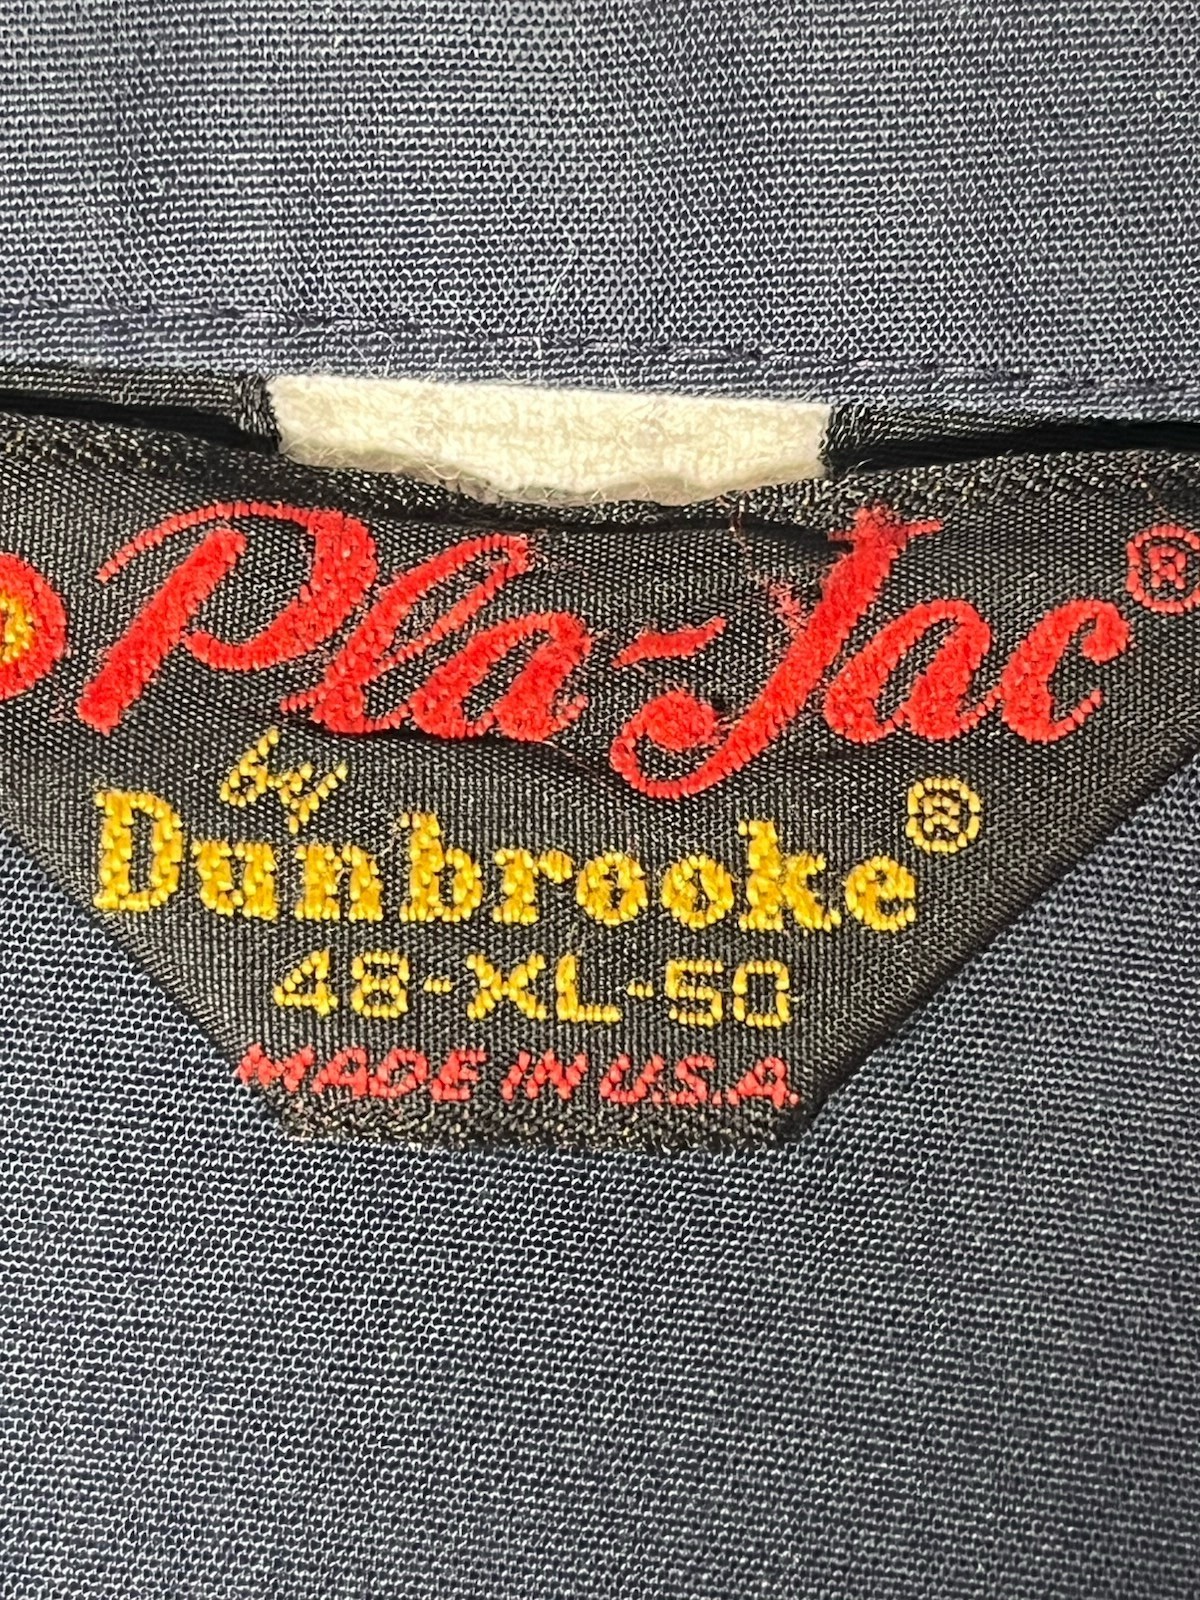 Pla-Jac®
by
Dunbrooke®
48-XL-50
MADE IN U.S.A.